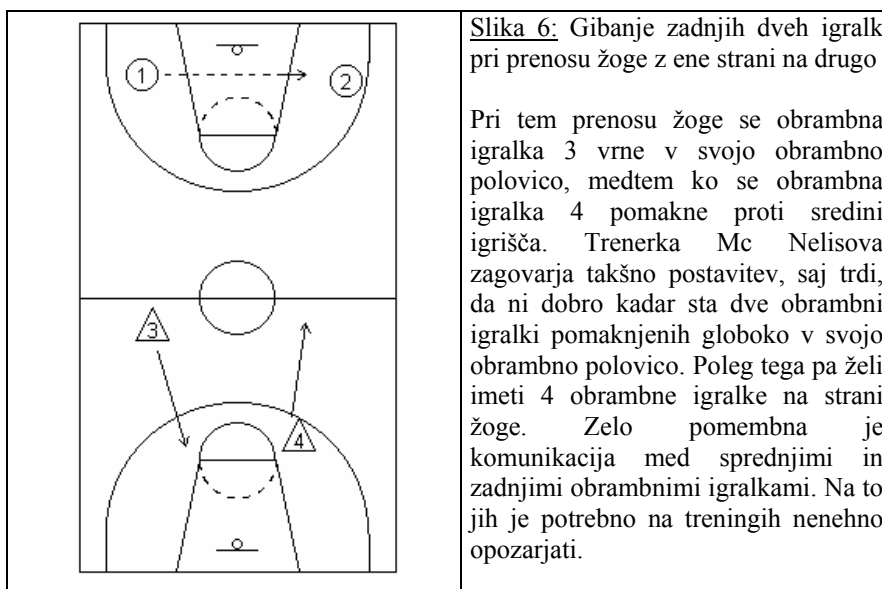 1
2
3
4
Slika 6: Gibanje zadnjih dveh igralk
pri prenosu žoge z ene strani na drugo
Pri tem prenosu žoge se obrambna
igralka 3 vrne v svojo obrambno
polovico, medtem ko se obrambna
igralka 4 pomakne proti sredini
igrišča. Trenerka Mc Nelisova
zagovarja takšno postavitev, saj trdi,
da ni dobro kadar sta dve obrambni
igralki pomaknjenih globoko v svojo
obrambno polovico. Poleg tega pa želi
imeti 4 obrambne igralke na strani
žoge. Zelo pomembna je
komunikacija med sprednjimi in
zadnjimi obrambnimi igralkami. Na to
jih je potrebno na treningih nenehno
opozarjati.